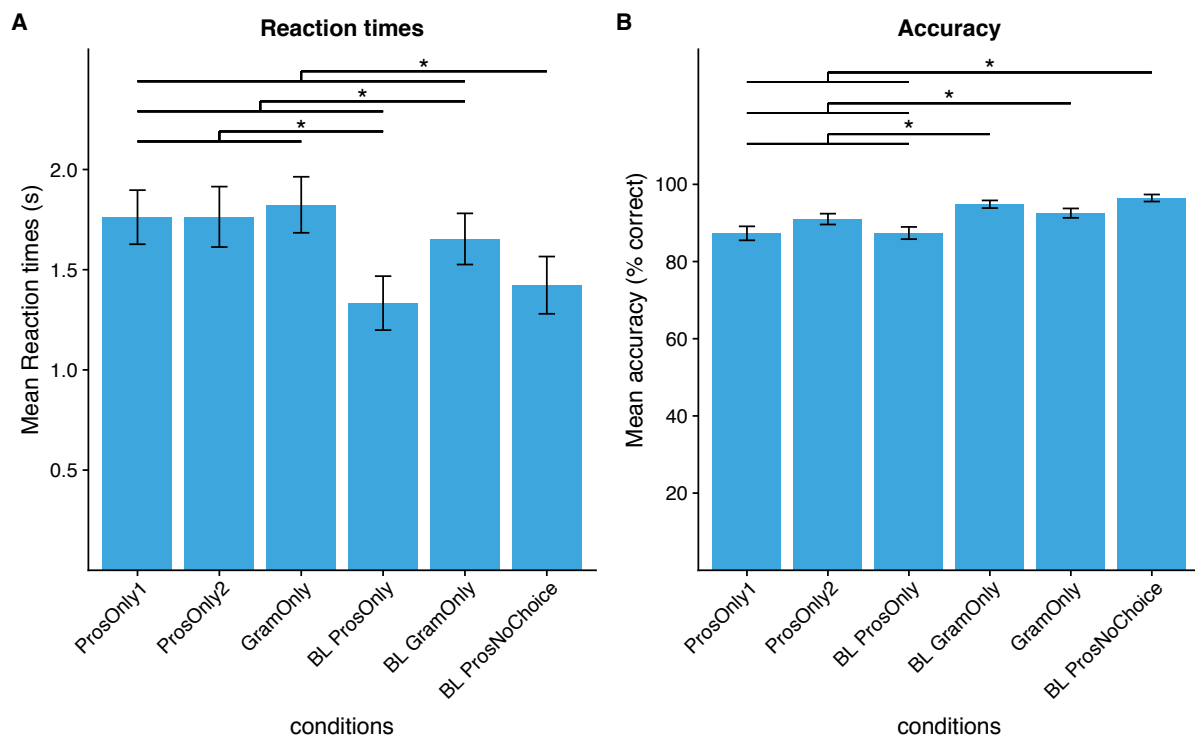 A
Reaction times
*
*
*
2.0
1.5
1.0
0.5
Mean Reaction times (s)
ProsOnly1
ProsOnly2
GramOnly
BL ProsOnly
BL GramOnly
BL ProsNoChoice
conditions
B
Accuracy
*
*
*
100
80
60
40
20
Mean accuracy (% correct)
ProsOnly1
ProsOnly2
BL ProsOnly
BL GramOnly
GramOnly
BL ProsNoChoice
conditions